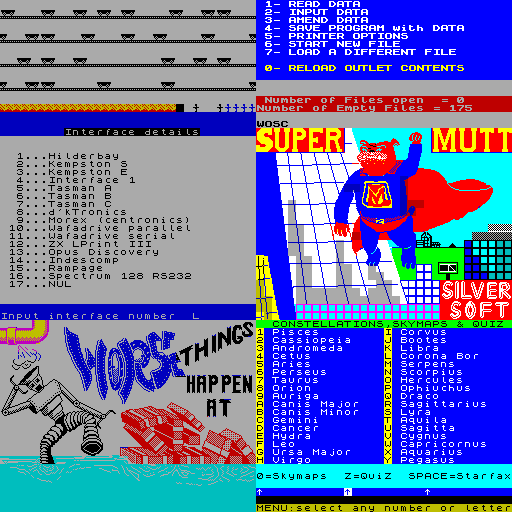 1- READ DATA
2- INPUT DATA
3- AMEND DATA
4- SAVE PROGRAM with DATA
5- PRINTER OPTIONS
6- START NEW FILE
7- LOAD A DIFFERENT FILE
0- RELOAD OUTLET CONTENTS
Number of Files open = 0
Number of Empty Files = 175
WOSC
Interface details
1...Hilderbay
2...Kempston S
3...Kempston E
4...Interface 1
5...Tasman A
6...Tasman B
7...Tasman C
8...d'kTronics
9...Morex (centronics)
10...Wafadrive parallel
11...Wafadrive serial
12...ZX LPrint III
13...Opus Discovery
14...Indescomp
15...Rampage
16...Spectrum 128 RS232
17...NUL
Input interface number L
SUPER MUTT
M
SILVER
SOFT
WORSE THINGS
HAPPEN
AT
CONSTELLATIONS,SKYMAPS & QUIZ
1 Pisces
2 Cassiopeia
3 Andromeda
4 Cetus
5 Aries
6 Perseus
7 Taurus
8 Orion
9 Auriga
A Canis Major
B Canis Minor
C Gemini
D Cancer
E Hydra
F Leo
G Ursa Major
H Virgo
I Corvus
J Bootes
K Libra
L Corona Bor
M Serpens
N Scorpius
O Hercules
P Ophiuchus
Q Draco
R Sagittarius
S Lyra
T Aquila
U Sagitta
V Cygnus
W Capricornus
X Aquarius
Y Pegasus
0=Skymaps Z=QuiZ SPACE=Starfax
MENU:select any number or letter